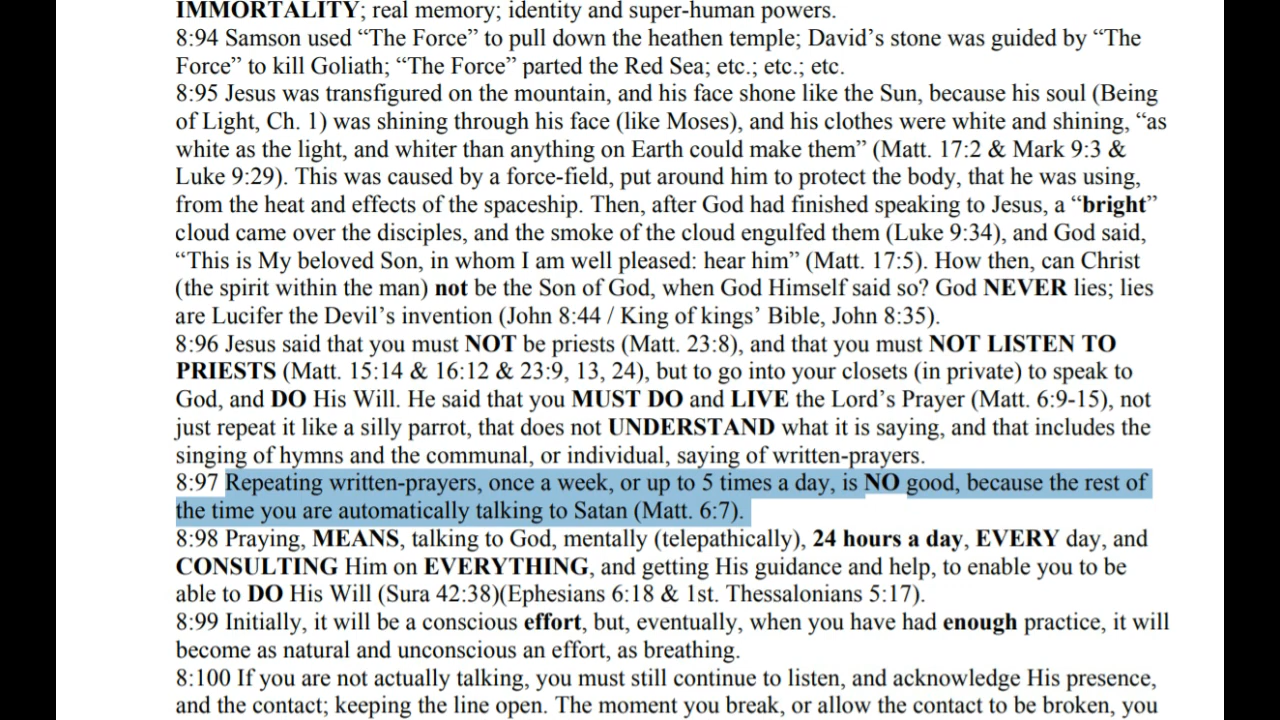 IMMORTALITY; real memory; identity and super-human powers.
8:94 Samson used “The Force” to pull down the heathen temple; David’s stone was guided by “The
Force” to kill Goliath; “The Force” parted the Red Sea; etc.; etc.; etc.
8:95 Jesus was transfigured on the mountain, and his face shone like the Sun, because his soul (Being
of Light, Ch. 1) was shining through his face (like Moses), and his clothes were white and shining, “as
white as the light, and whiter than anything on Earth could make them” (Matt. 17:2 & Mark 9:3 &
Luke 9:29). This was caused by a force-field, put around him to protect the body, that he was using,
from the heat and effects of the spaceship. Then, after God had finished speaking to Jesus, a “bright”
cloud came over the disciples, and the smoke of the cloud engulfed them (Luke 9:34), and God said,
“This is My beloved Son, in whom I am well pleased: hear him” (Matt. 17:5). How then, can Christ
(the spirit within the man) not be the Son of God, when God Himself said so? God NEVER lies; lies
are Lucifer the Devil’s invention (John 8:44 / King of kings’ Bible, John 8:35).
8:96 Jesus said that you must NOT be priests (Matt. 23:8), and that you must NOT LISTEN TO
PRIESTS (Matt. 15:14 & 16:12 & 23:9, 13, 24), but to go into your closets (in private) to speak to
God, and DO His Will. He said that you MUST DO and LIVE the Lord’s Prayer (Matt. 6:9-15), not
just repeat it like a silly parrot, that does not UNDERSTAND what it is saying, and that includes the
singing of hymns and the communal, or individual, saying of written-prayers.
8:97 Repeating written-prayers, once a week, or up to 5 times a day, is NO good, because the rest of
the time you are automatically talking to Satan (Matt. 6:7).
8:98 Praying, MEANS, talking to God, mentally (telepathically), 24 hours a day, EVERY day, and
CONSULTING Him on EVERYTHING, and getting His guidance and help, to enable you to be
able to DO His Will (Sura 42:38)(Ephesians 6:18 & 1st. Thessalonians 5:17).
8:99 Initially, it will be a conscious effort, but, eventually, when you have had enough practice, it will
become as natural and unconscious an effort, as breathing.
8:100 If you are not actually talking, you must still continue to listen, and acknowledge His presence,
and the contact; keeping the line open. The moment you break, or allow the contact to be broken, you